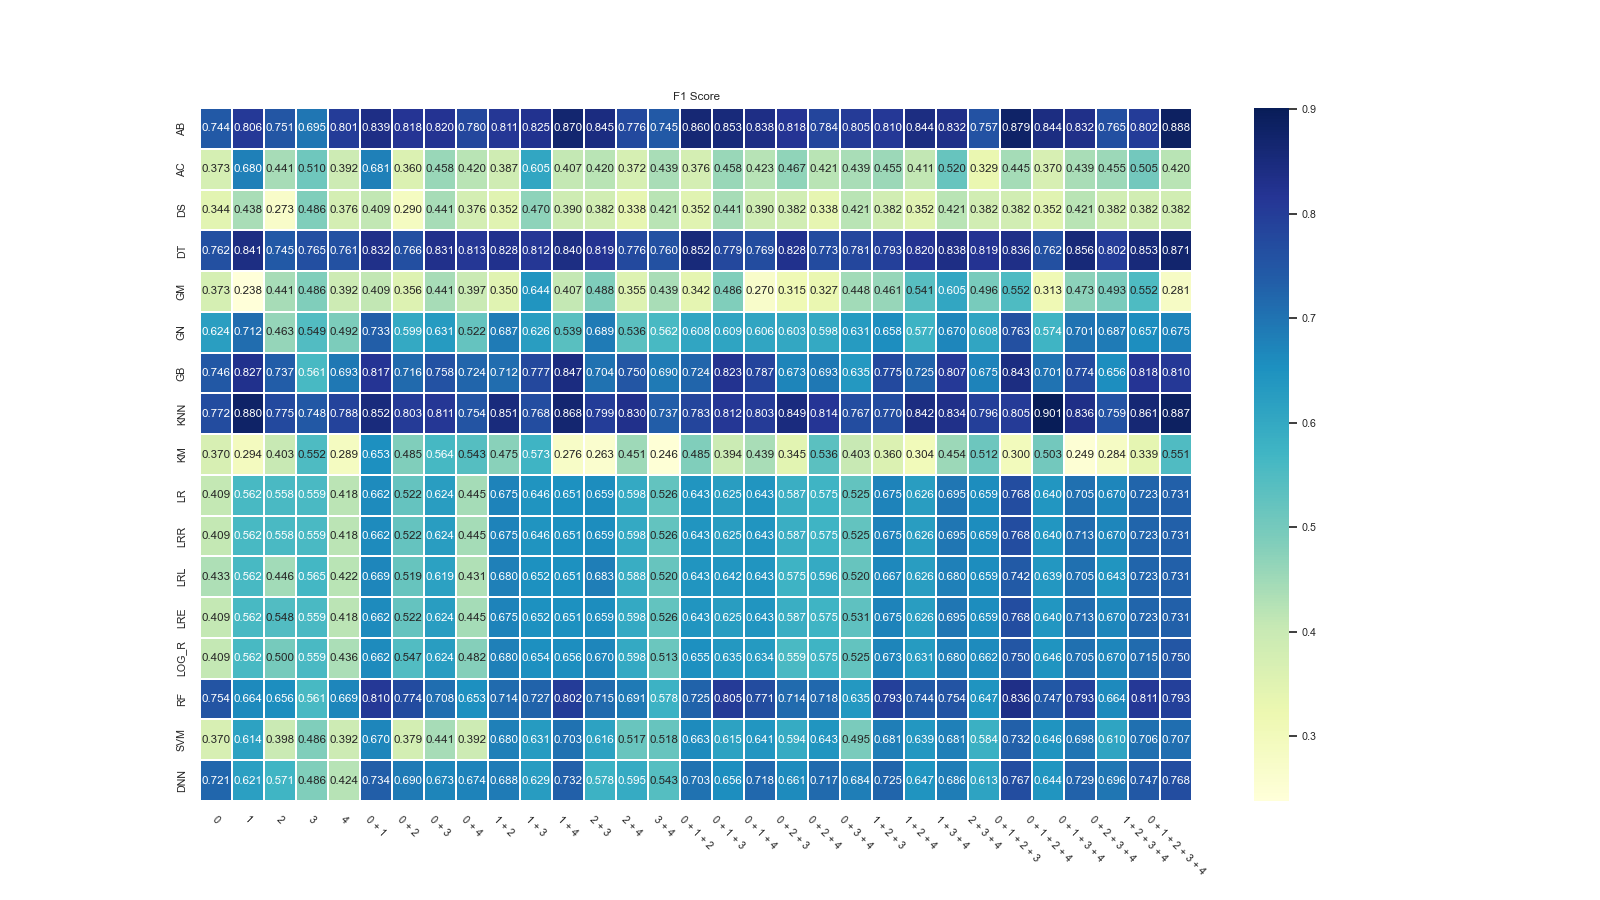 F1 Score
AB 0.744 0.806 0.751 0.695 0.801 0.839 0.818 0.820 0.780 0.811 0.825 0.870 0.845 0.776 0.745 0.860 0.853 0.838 0.818 0.784 0.805 0.810 0.844 0.832 0.757 0.879 0.844 0.832 0.765 0.802 0.888
AC 0.373 0.680 0.441 0.510 0.392 0.681 0.360 0.458 0.420 0.387 0.605 0.407 0.420 0.372 0.439 0.376 0.458 0.423 0.467 0.421 0.439 0.455 0.411 0.520 0.329 0.445 0.370 0.439 0.455 0.505 0.420
DS 0.344 0.438 0.273 0.486 0.376 0.409 0.290 0.441 0.376 0.352 0.470 0.390 0.382 0.338 0.421 0.352 0.441 0.390 0.382 0.338 0.421 0.382 0.352 0.421 0.382 0.382 0.352 0.421 0.382 0.382 0.382
DT 0.762 0.841 0.745 0.765 0.761 0.832 0.766 0.831 0.813 0.828 0.812 0.840 0.819 0.776 0.760 0.852 0.779 0.769 0.828 0.773 0.781 0.793 0.820 0.838 0.819 0.836 0.762 0.856 0.802 0.853 0.871
GM 0.373 0.238 0.441 0.486 0.392 0.409 0.356 0.441 0.397 0.350 0.644 0.407 0.488 0.355 0.439 0.342 0.486 0.270 0.315 0.327 0.448 0.461 0.541 0.605 0.496 0.552 0.313 0.473 0.493 0.552 0.281
GN 0.624 0.712 0.463 0.549 0.492 0.733 0.599 0.631 0.522 0.687 0.626 0.539 0.689 0.536 0.562 0.608 0.609 0.606 0.603 0.598 0.631 0.658 0.577 0.670 0.608 0.763 0.574 0.701 0.687 0.657 0.675
GB 0.746 0.827 0.737 0.561 0.693 0.817 0.716 0.758 0.724 0.712 0.777 0.847 0.704 0.750 0.690 0.724 0.823 0.787 0.673 0.693 0.635 0.775 0.725 0.807 0.675 0.843 0.701 0.774 0.656 0.818 0.810
KNN 0.772 0.880 0.775 0.748 0.788 0.852 0.803 0.811 0.754 0.851 0.768 0.868 0.799 0.830 0.737 0.783 0.812 0.803 0.849 0.814 0.767 0.770 0.842 0.834 0.796 0.805 0.901 0.836 0.759 0.861 0.887
KM 0.370 0.294 0.403 0.552 0.289 0.653 0.485 0.564 0.543 0.475 0.573 0.276 0.263 0.451 0.246 0.485 0.394 0.439 0.345 0.536 0.403 0.360 0.304 0.454 0.512 0.300 0.503 0.249 0.284 0.339 0.551
LR 0.409 0.562 0.558 0.559 0.418 0.662 0.522 0.624 0.445 0.675 0.646 0.651 0.659 0.598 0.526 0.643 0.625 0.643 0.587 0.575 0.525 0.675 0.626 0.695 0.659 0.768 0.640 0.705 0.670 0.723 0.731
LRR 0.409 0.562 0.558 0.559 0.418 0.662 0.522 0.624 0.445 0.675 0.646 0.651 0.659 0.598 0.526 0.643 0.625 0.643 0.587 0.575 0.525 0.675 0.626 0.695 0.659 0.768 0.640 0.713 0.670 0.723 0.731
LRL 0.433 0.562 0.446 0.565 0.422 0.669 0.519 0.619 0.431 0.680 0.652 0.651 0.683 0.588 0.520 0.643 0.642 0.643 0.575 0.596 0.520 0.667 0.626 0.680 0.659 0.742 0.639 0.705 0.643 0.723 0.731
LRE 0.409 0.562 0.548 0.559 0.418 0.662 0.522 0.624 0.445 0.675 0.652 0.651 0.659 0.598 0.526 0.643 0.625 0.643 0.587 0.575 0.531 0.675 0.626 0.695 0.659 0.768 0.640 0.713 0.670 0.723 0.731
LOG_R 0.409 0.562 0.500 0.559 0.436 0.662 0.547 0.624 0.482 0.680 0.654 0.656 0.670 0.598 0.513 0.655 0.635 0.634 0.559 0.575 0.525 0.673 0.631 0.680 0.662 0.750 0.646 0.705 0.670 0.715 0.750
RF 0.754 0.664 0.656 0.561 0.669 0.810 0.774 0.708 0.653 0.714 0.727 0.802 0.715 0.691 0.578 0.725 0.805 0.771 0.714 0.718 0.635 0.793 0.744 0.754 0.647 0.836 0.747 0.793 0.664 0.811 0.793
SVM 0.370 0.614 0.398 0.486 0.392 0.670 0.379 0.441 0.392 0.680 0.631 0.703 0.616 0.517 0.518 0.663 0.615 0.641 0.594 0.643 0.495 0.681 0.639 0.681 0.584 0.732 0.646 0.698 0.610 0.706 0.707
DNN 0.721 0.621 0.571 0.486 0.424 0.734 0.690 0.673 0.674 0.688 0.629 0.732 0.578 0.595 0.543 0.703 0.656 0.718 0.661 0.717 0.684 0.725 0.647 0.686 0.613 0.767 0.644 0.729 0.696 0.747 0.768
0
1
2
3
4
0 + 1
0 + 2
0 + 3
0 + 4
1 + 2
1 + 3
1 + 4
2 + 3
2 + 4
3 + 4
0 + 1 + 2
0 + 1 + 3
0 + 1 + 4
0 + 2 + 3
0 + 2 + 4
0 + 3 + 4
1 + 2 + 3
1 + 2 + 4
1 + 3 + 4
2 + 3 + 4
0 + 1 + 2 + 3
0 + 1 + 2 + 4
0 + 1 + 3 + 4
0 + 2 + 3 + 4
1 + 2 + 3 + 4
0 + 1 + 2 + 3 + 4
0.9
0.8
0.7
0.6
0.5
0.4
0.3